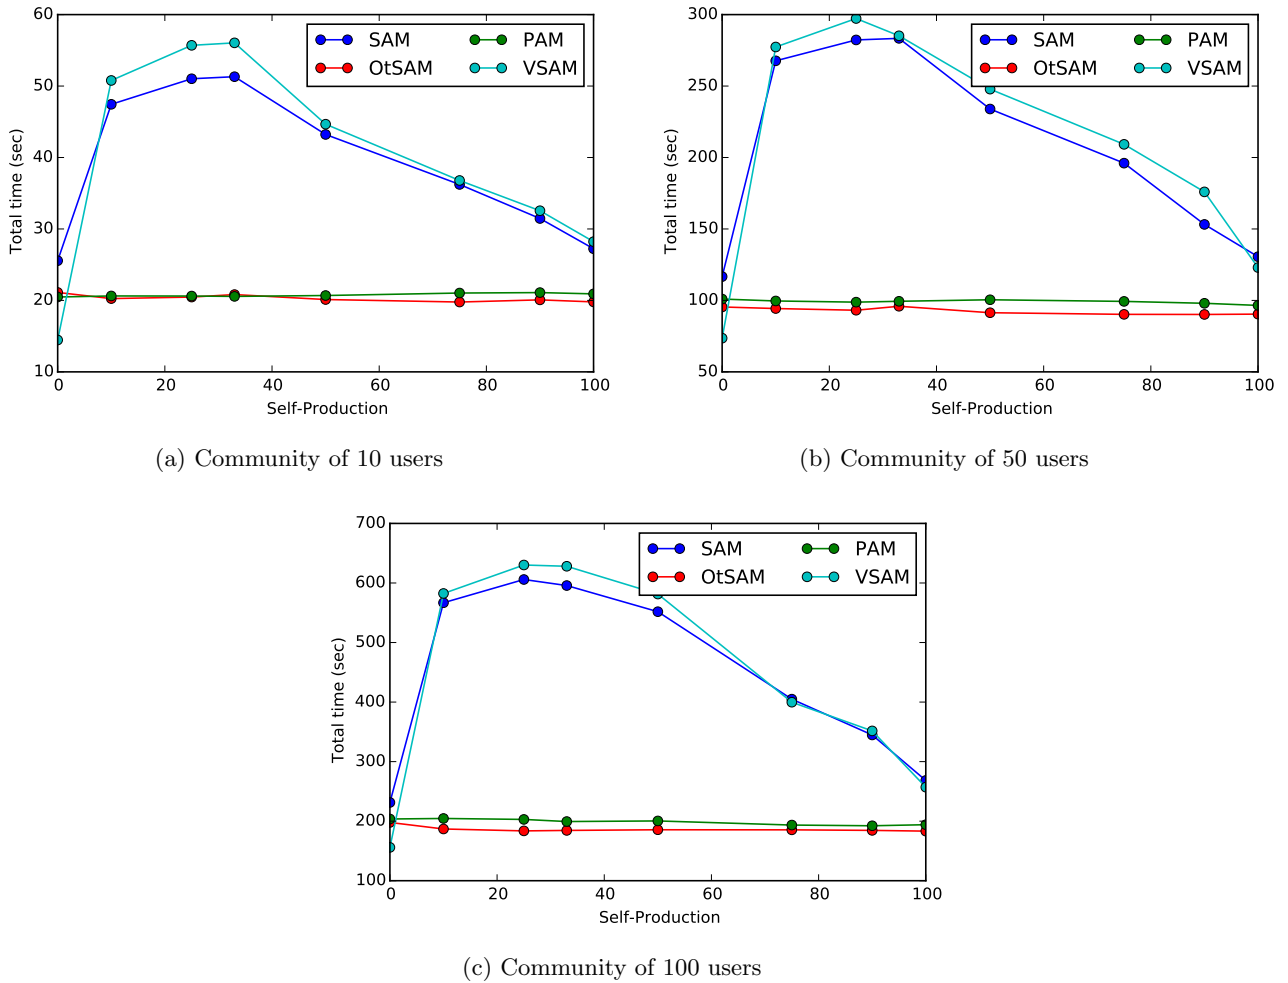 60
50
40
30
20
10
Total time (sec)
SAM
PAM
OtSAM
VSAM
0
20
40
60
80
100
Self-Production
(a) Community of 10 users
300
250
200
150
100
50
Total time (sec)
SAM
PAM
OtSAM
VSAM
0
20
40
60
80
100
Self-Production
(b) Community of 50 users
700
600
500
400
300
200
100
Total time (sec)
SAM
PAM
OtSAM
VSAM
0
20
40
60
80
100
Self-Production
(c) Community of 100 users